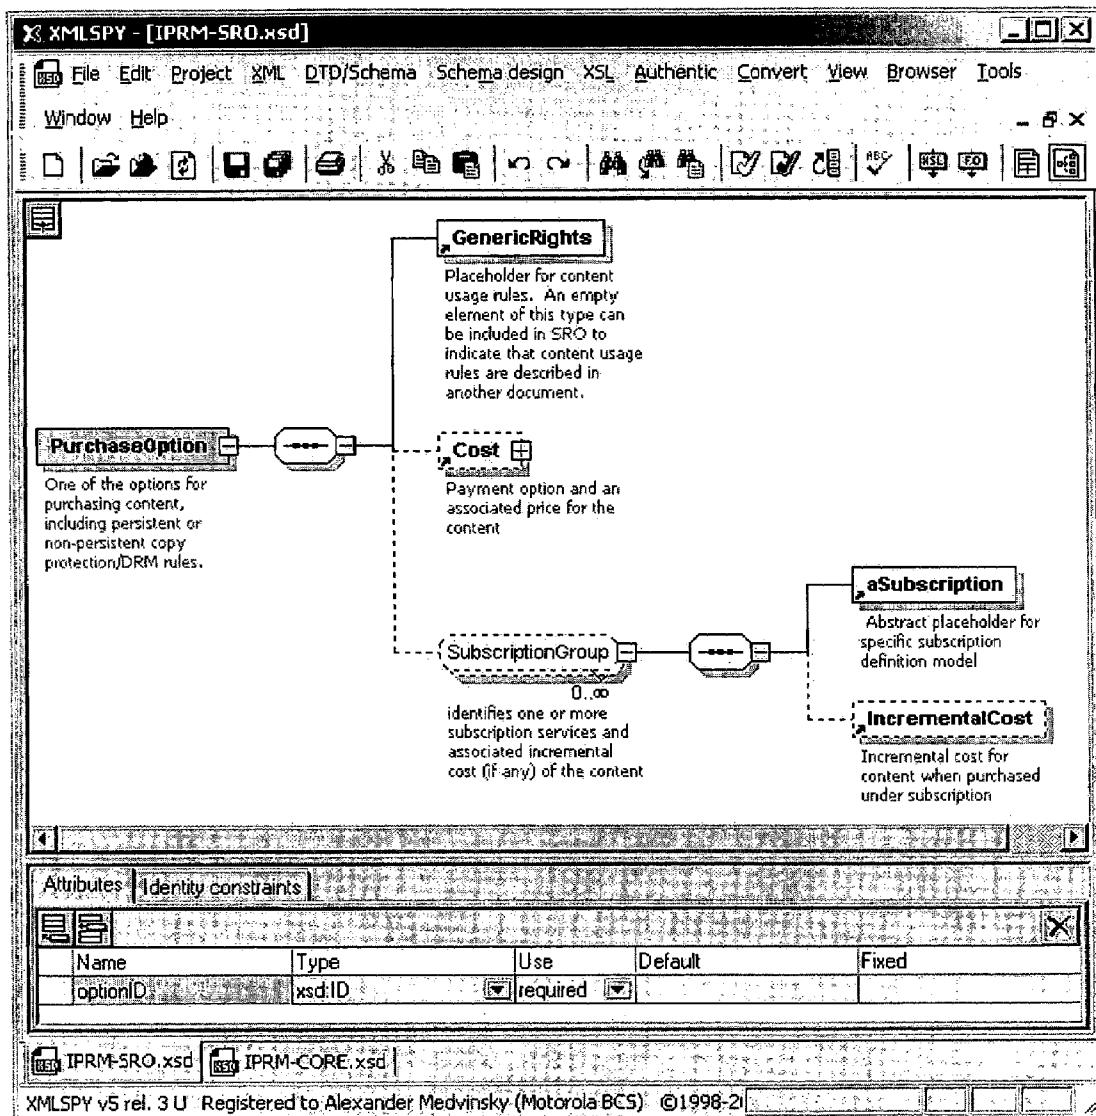 XMLSPY - [IPRM-SRO.xsd]
File Edit Project XML DTD/Schema Schema design XSL Authentic Convert View Browser Tools
Window Help
GenericRights
Placeholder for content
usage rules. An empty
element of this type can
be included in SRO to
indicate that content usage
rules are described in
another document.
PurchaseOption
One of the options for
purchasing content,
including persistent or
non-persistent copy
protection/DRM rules.
Cost
Payment option and an
associated price for the
content
SubscriptionGroup
0..∞
identifies one or more
subscription services and
associated incremental
cost (if any) of the content
aSubscription
Abstract placeholder for
specific subscription
definition model
IncrementalCost
Incremental cost for
content when purchased
under subscription
Attributes Identity constraints
Name Type Use Default Fixed
optionID xsd:ID required
IPRM-SRO.xsd IPRM-CORE.xsd
XMLSPY v5 rel. 3 U Registered to Alexander Medvinsky (Motorola BCS) ©1998-2